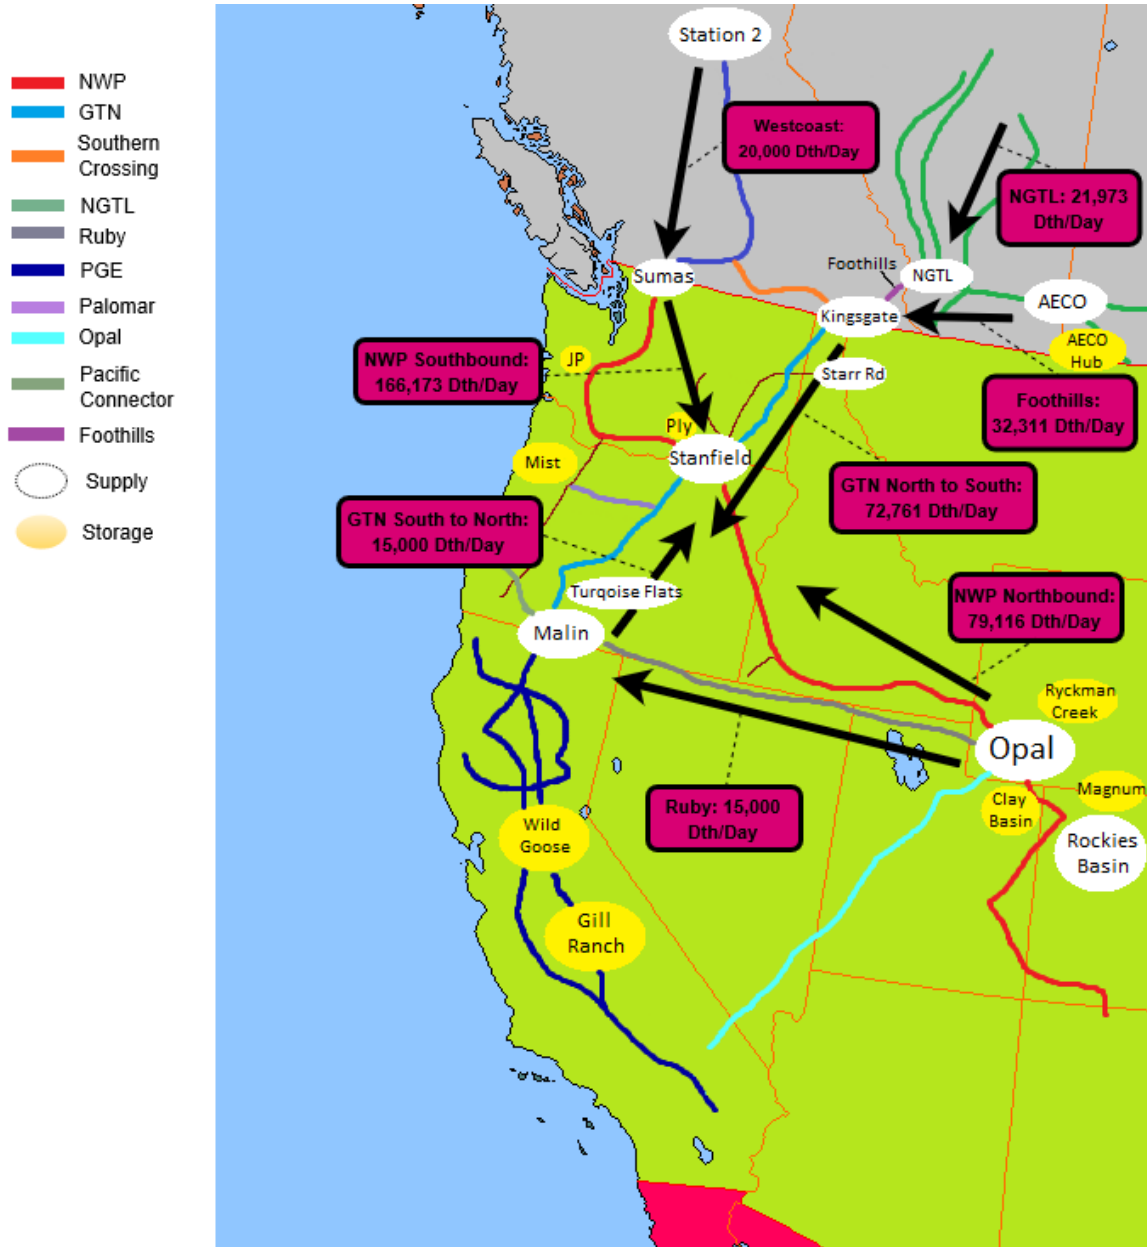 NWP
GTN
Southern
Crossing
NGTL
Ruby
PGE
Palomar
Opal
Pacific
Connector
Foothills
Supply
Storage
Station 2
Westcoast:
20,000 Dth/Day
NGTL: 21,973
Dth/Day
Foothills
Sumas
NGTL
AECO
Kingsgate
AECO
Hub
NWP Southbound:
166,173 Dth/Day
JP
Starr Rd
Foothills:
32,311 Dth/Day
Ply
Stanfield
Mist
GTN North to South:
72,761 Dth/Day
GTN South to North:
15,000 Dth/Day
Turqoise Flats
NWP Northbound:
79,116 Dth/Day
Malin
Ryckman
Creek
Opal
Ruby: 15,000
Dth/Day
Clay
Basin
Magnum
Wild
Goose
Rockies
Basin
Gill
Ranch